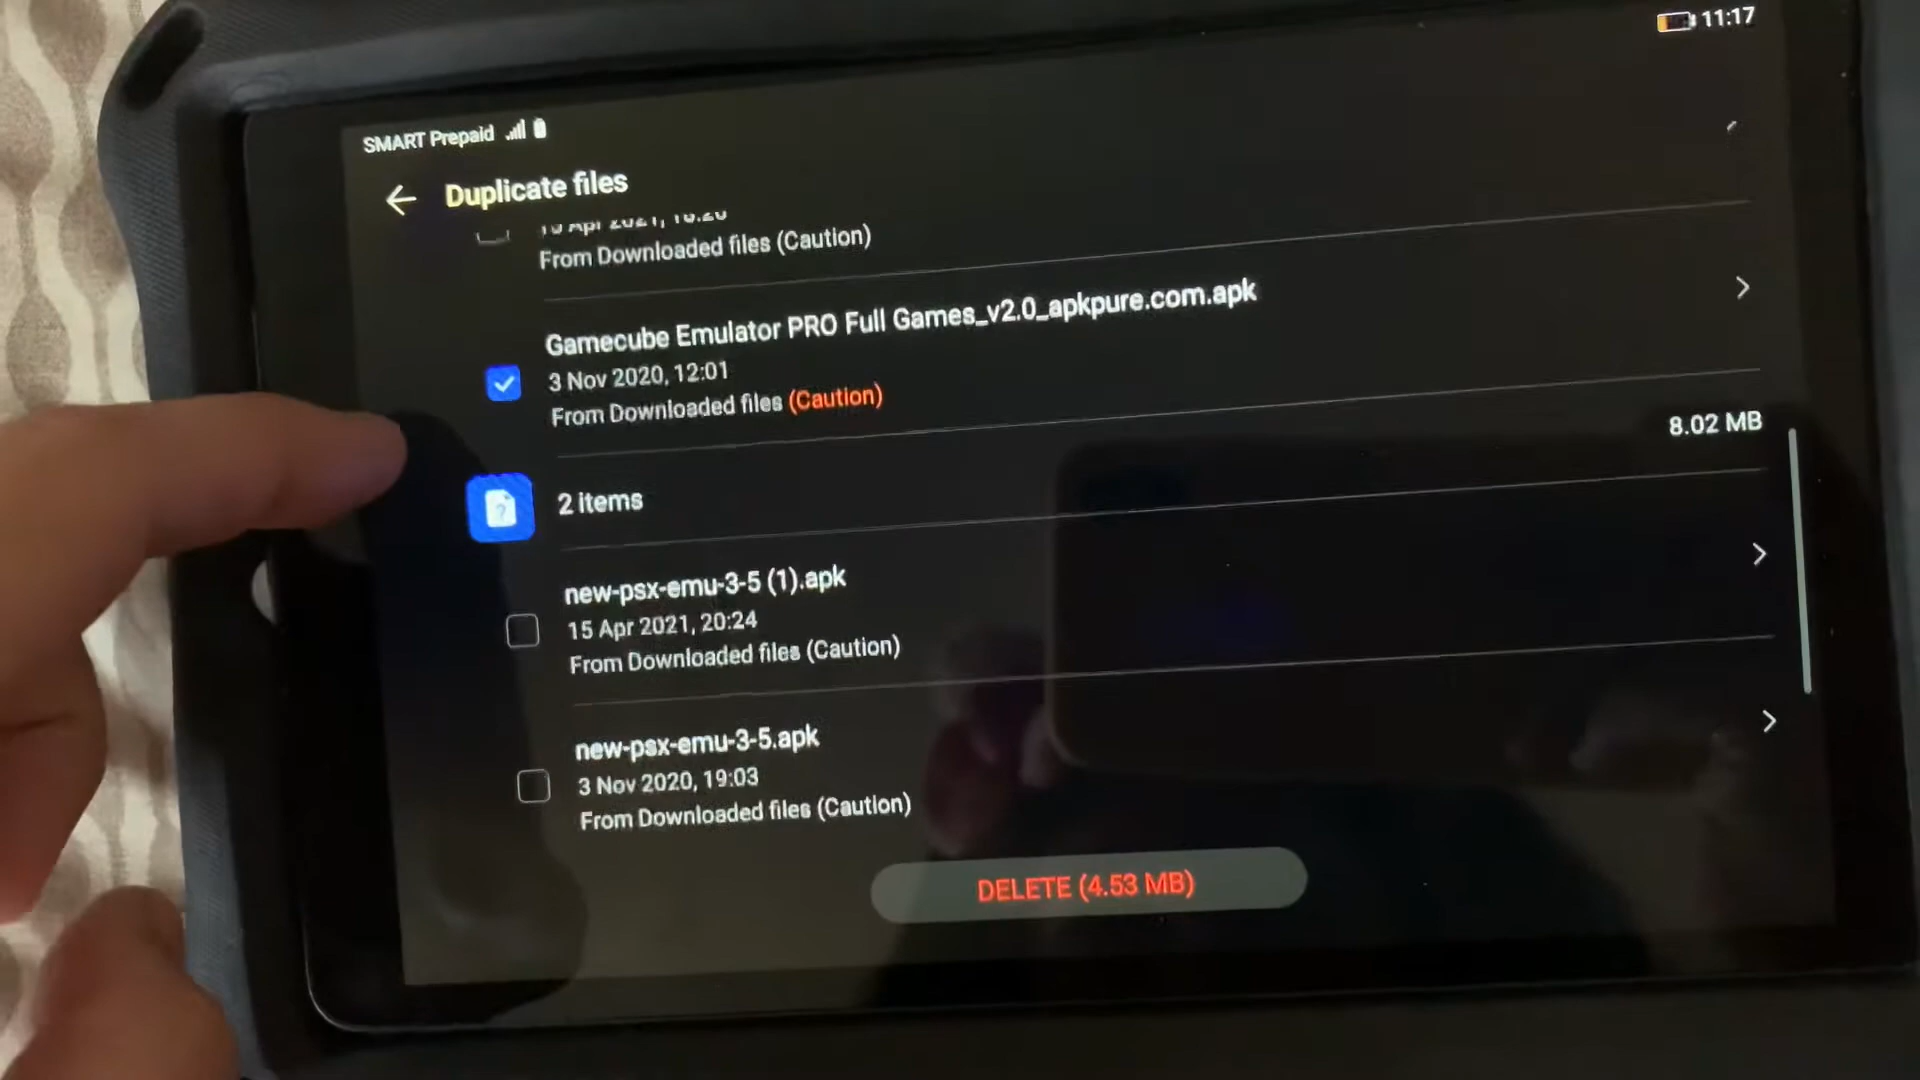 11:17
SMART Prepaid
Duplicate files
From Downloaded files (Caution)
Gamecube Emulator PRO Full Games_v2.0_apkpure.com.apk
3 Nov 2020, 12:01
From Downloaded files (Caution)
8.02 MB
2 items
new-psx-emu-3-5 (1).apk
15 Apr 2021, 20:24
From Downloaded files (Caution)
new-psx-emu-3-5.apk
3 Nov 2020, 19:03
From Downloaded files (Caution)
DELETE (4.53 MB)